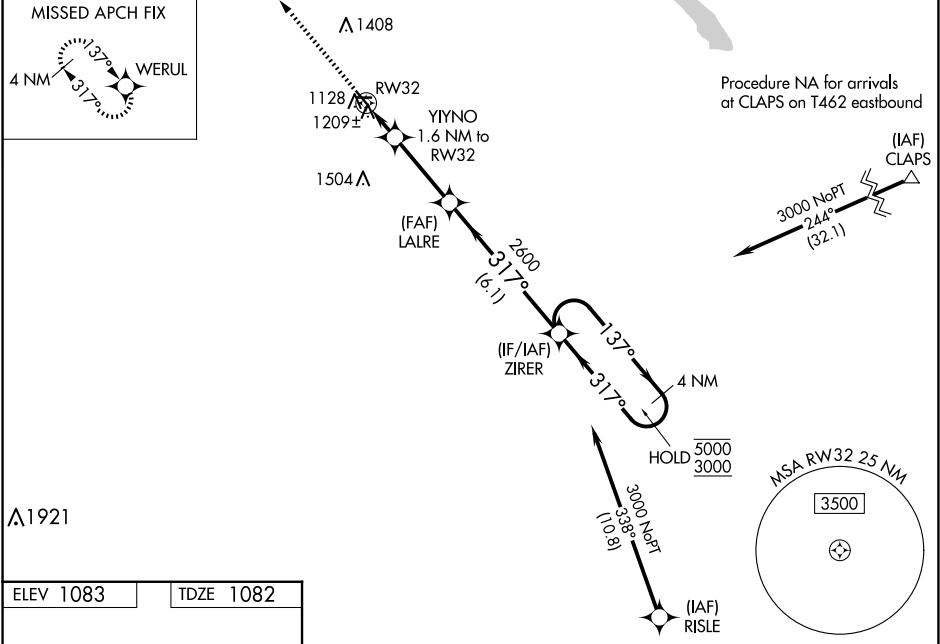 MISSED APCH FIX
4 NM
137°
317°
WERUL
1408
1128
RW32
1209±
YIYNO
1.6 NM to
RW32
1504
(FAF)
LALRE
2600
317°
(6.1)
Procedure NA for arrivals
at CLAPS on T462 eastbound
(IAF)
CLAPS
3000 NoPT
244°
(32.1)
(IF/IAF)
ZIRER
137°
317°
4 NM
HOLD
5000
3000
3000 NoPT
338°
(10.8)
(IAF)
RISLE
MSA RW32 25 NM
3500
1921
ELEV 1083
TDZE 1082